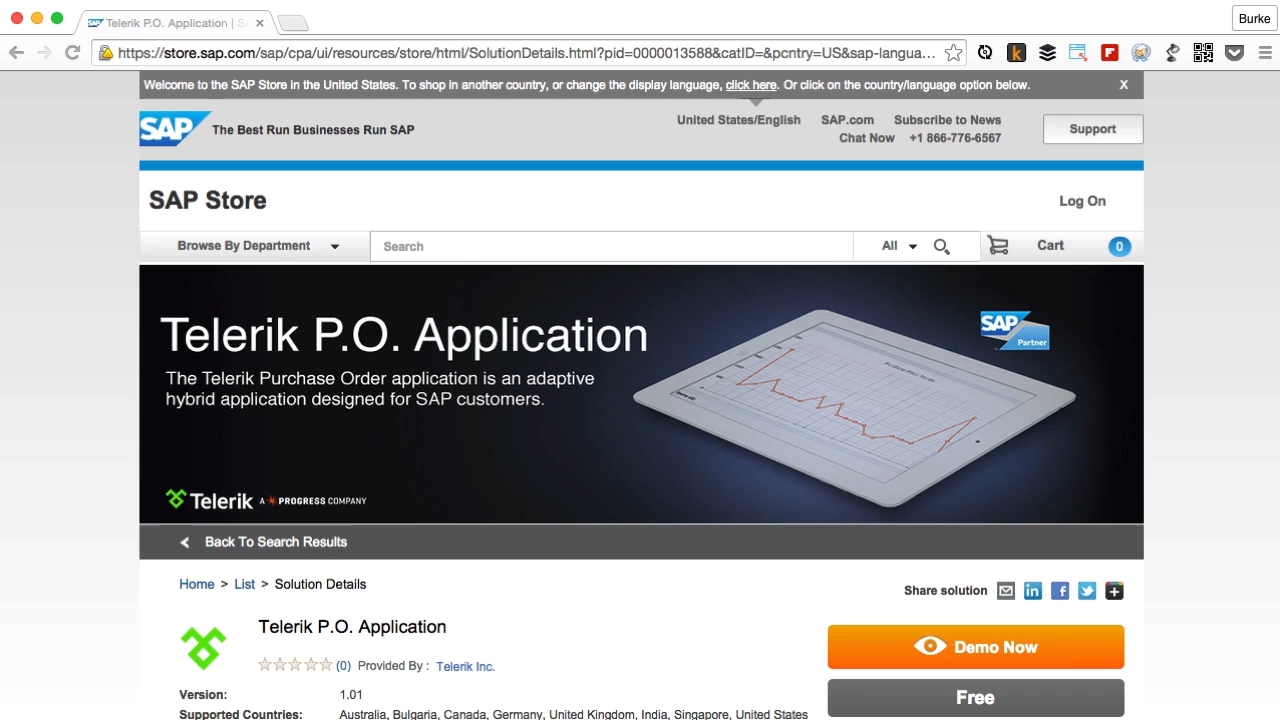 Telerik P.O. Application | S
Burke
https://store.sap.com/sap/cpa/ui/resources/store/html/SolutionDetails.html?pid=0000013588&catID=&pcntry=US&sap-langua...
Welcome to the SAP Store in the United States. To shop in another country, or change the display language, click here. Or click on the country/language option below.
X
SAP The Best Run Businesses Run SAP
United States/English SAP.com Subscribe to News
Chat Now +1 866-776-6567
Support
SAP Store
Log On
Browse By Department Search All Cart 0
Telerik P.O. Application
The Telerik Purchase Order application is an adaptive
hybrid application designed for SAP customers.
SAP
Partner
Telerik A PROGRESS COMPANY
Back To Search Results
Home > List > Solution Details
Share solution
Telerik P.O. Application
(0) Provided By : Telerik Inc.
Demo Now
Version: 1.01
Free
Supported Countries: Australia, Bulgaria, Canada, Germany, United Kingdom, India, Singapore, United States